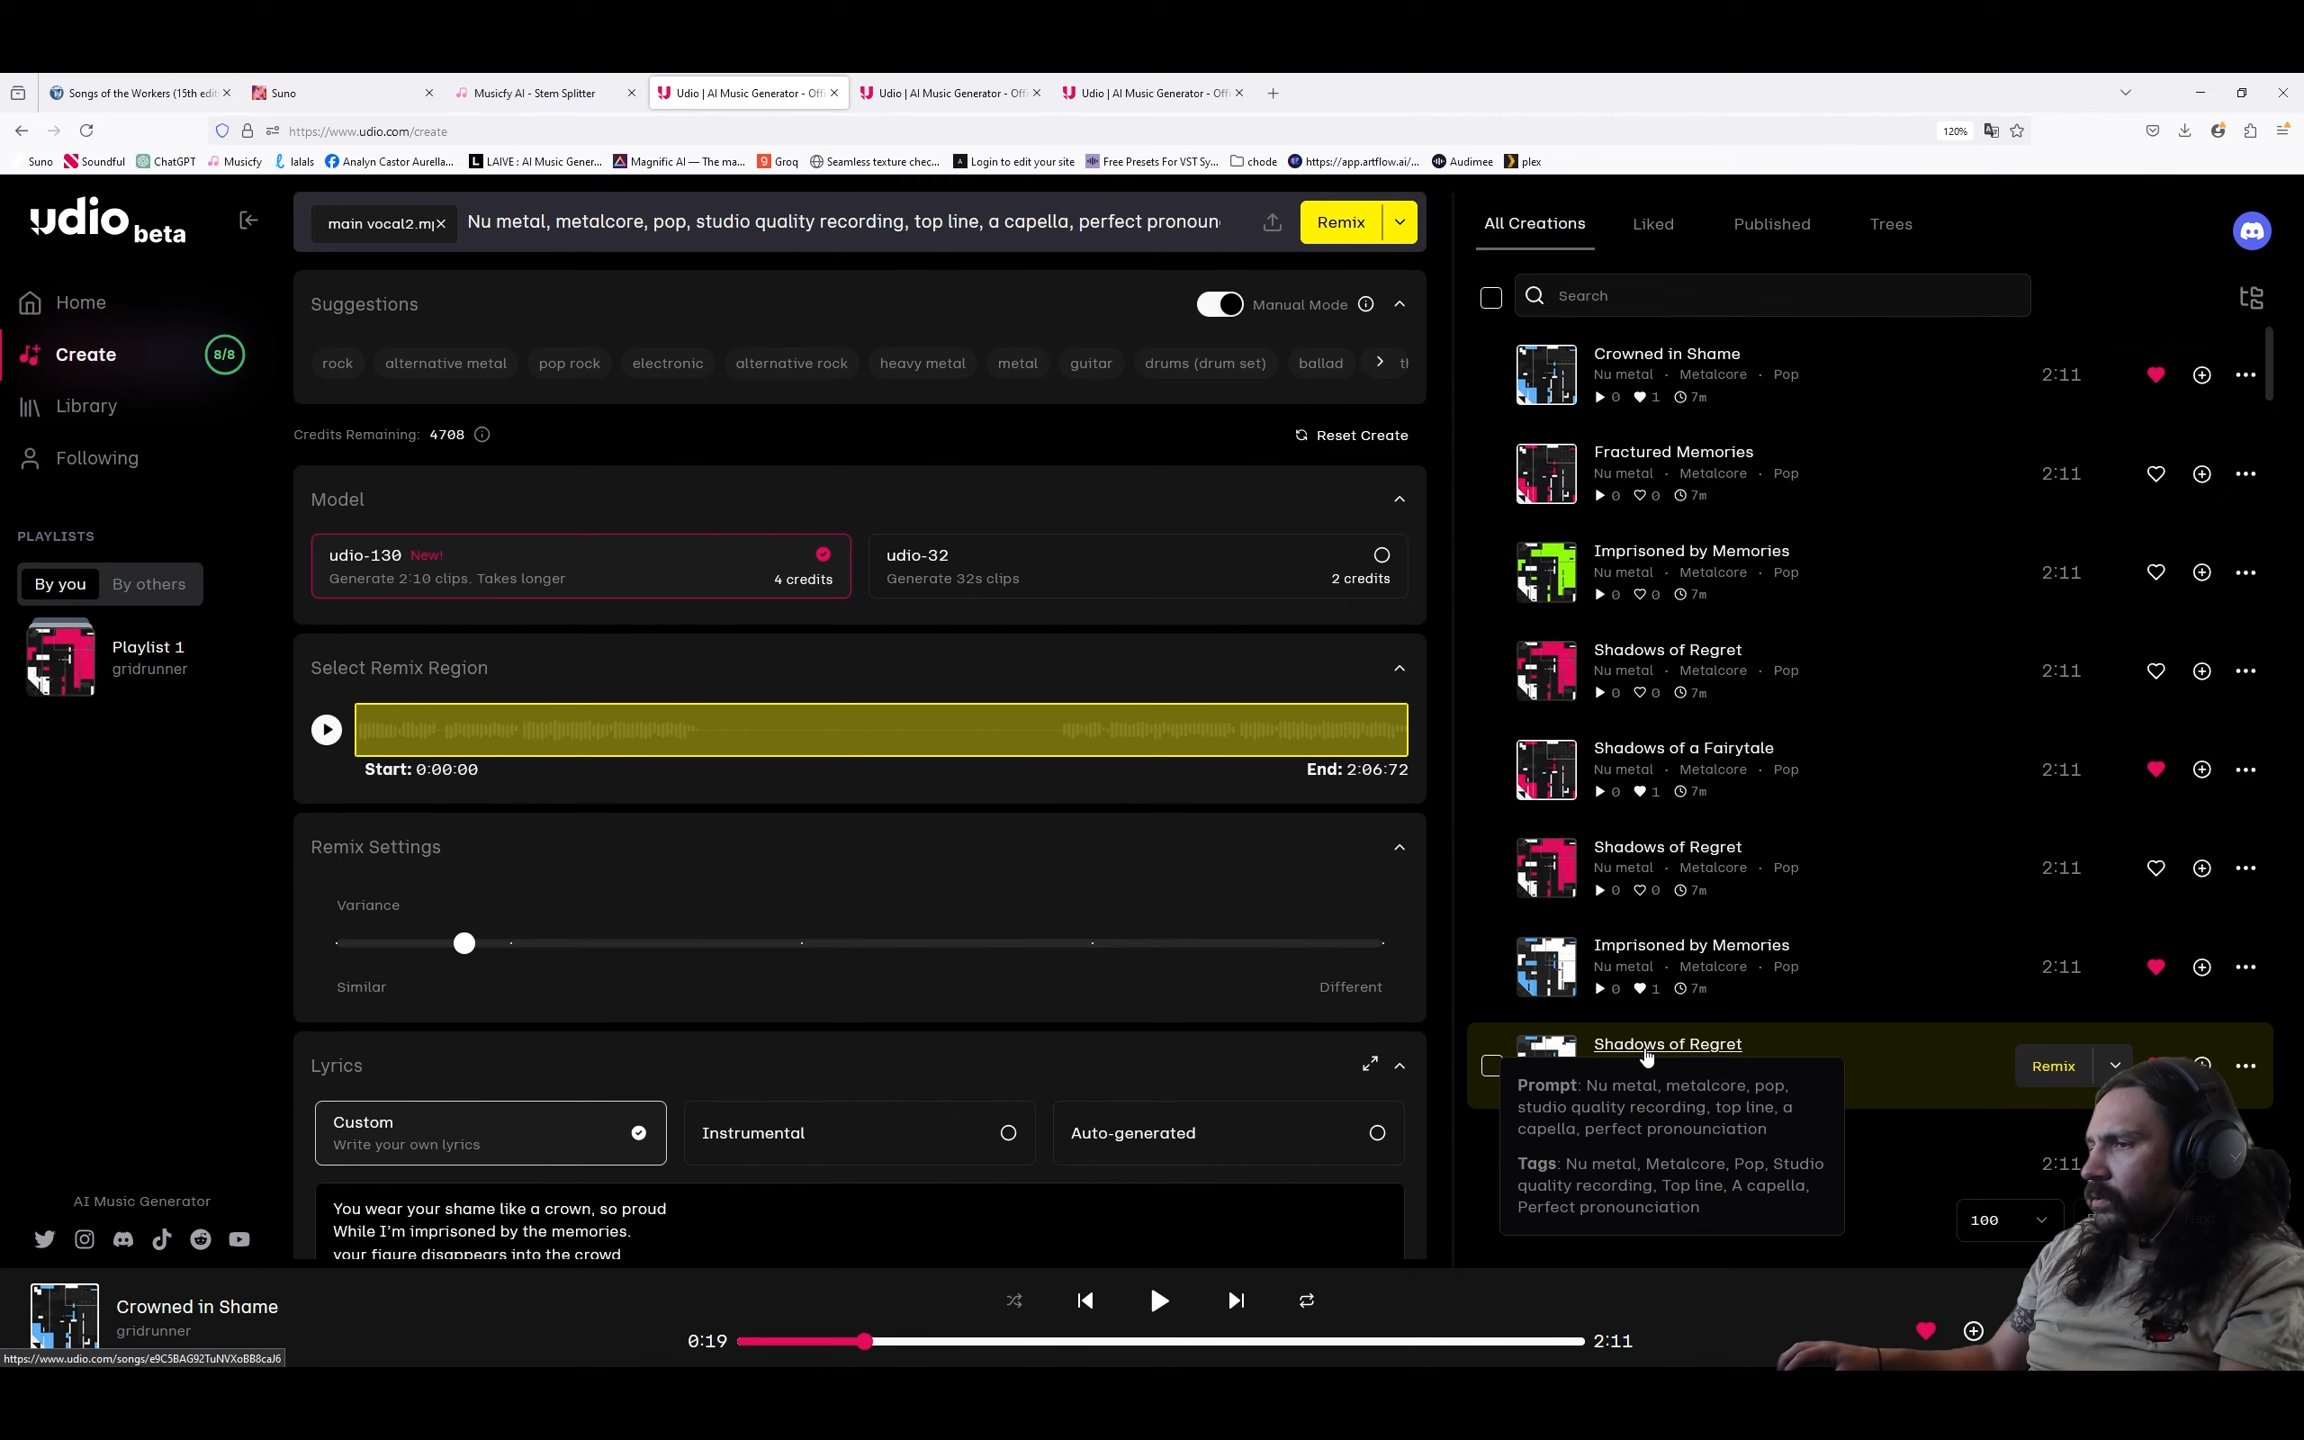 Songs of the Workers (15th edit
Suno
Musicfy AI - Stem Splitter
Udio | AI Music Generator - Offi
Udio | AI Music Generator - Offi
Udio | AI Music Generator - Offi
https://www.udio.com/create
120%
Suno
Soundful
ChatGPT
Musicfy
lalals
Analyn Castor Aurella...
LAIVE : AI Music Gener...
Magnific AI — The ma...
Groq
Seamless texture chec...
Login to edit your site
Free Presets For VST Sy...
chode
https://app.artflow.ai/...
Audimee
plex
udio beta
Home
Create
8/8
Library
Following
PLAYLISTS
By you
By others
Playlist 1
gridrunner
AI Music Generator
main vocal2.m
Nu metal, metalcore, pop, studio quality recording, top line, a capella, perfect pronoun
Remix
Suggestions
Manual Mode
rock
alternative metal
pop rock
electronic
alternative rock
heavy metal
metal
guitar
drums (drum set)
ballad
Credits Remaining: 4708
Reset Create
Model
udio-130 New!
Generate 2:10 clips. Takes longer
4 credits
udio-32
Generate 32s clips
2 credits
Select Remix Region
Start: 0:00:00
End: 2:06:72
Remix Settings
Variance
Similar
Different
Lyrics
Custom
Write your own lyrics
Instrumental
Auto-generated
You wear your shame like a crown, so proud
While I'm imprisoned by the memories.
your figure disappears into the crowd
All Creations
Liked
Published
Trees
Search
Crowned in Shame
Nu metal · Metalcore · Pop
0 1 7m
2:11
Fractured Memories
Nu metal · Metalcore · Pop
0 0 7m
2:11
Imprisoned by Memories
Nu metal · Metalcore · Pop
0 0 7m
2:11
Shadows of Regret
Nu metal · Metalcore · Pop
0 0 7m
2:11
Shadows of a Fairytale
Nu metal · Metalcore · Pop
0 1 7m
2:11
Shadows of Regret
Nu metal · Metalcore · Pop
0 0 7m
2:11
Imprisoned by Memories
Nu metal · Metalcore · Pop
0 1 7m
2:11
Shadows of Regret
Remix
Prompt: Nu metal, metalcore, pop,
studio quality recording, top line, a
capella, perfect pronounciation
Tags: Nu metal, Metalcore, Pop, Studio
quality recording, Top line, A capella,
Perfect pronounciation
2:11
100
Crowned in Shame
gridrunner
0:19
2:11
https://www.udio.com/songs/e9C5BAG92TuNVXoBB8caJ6